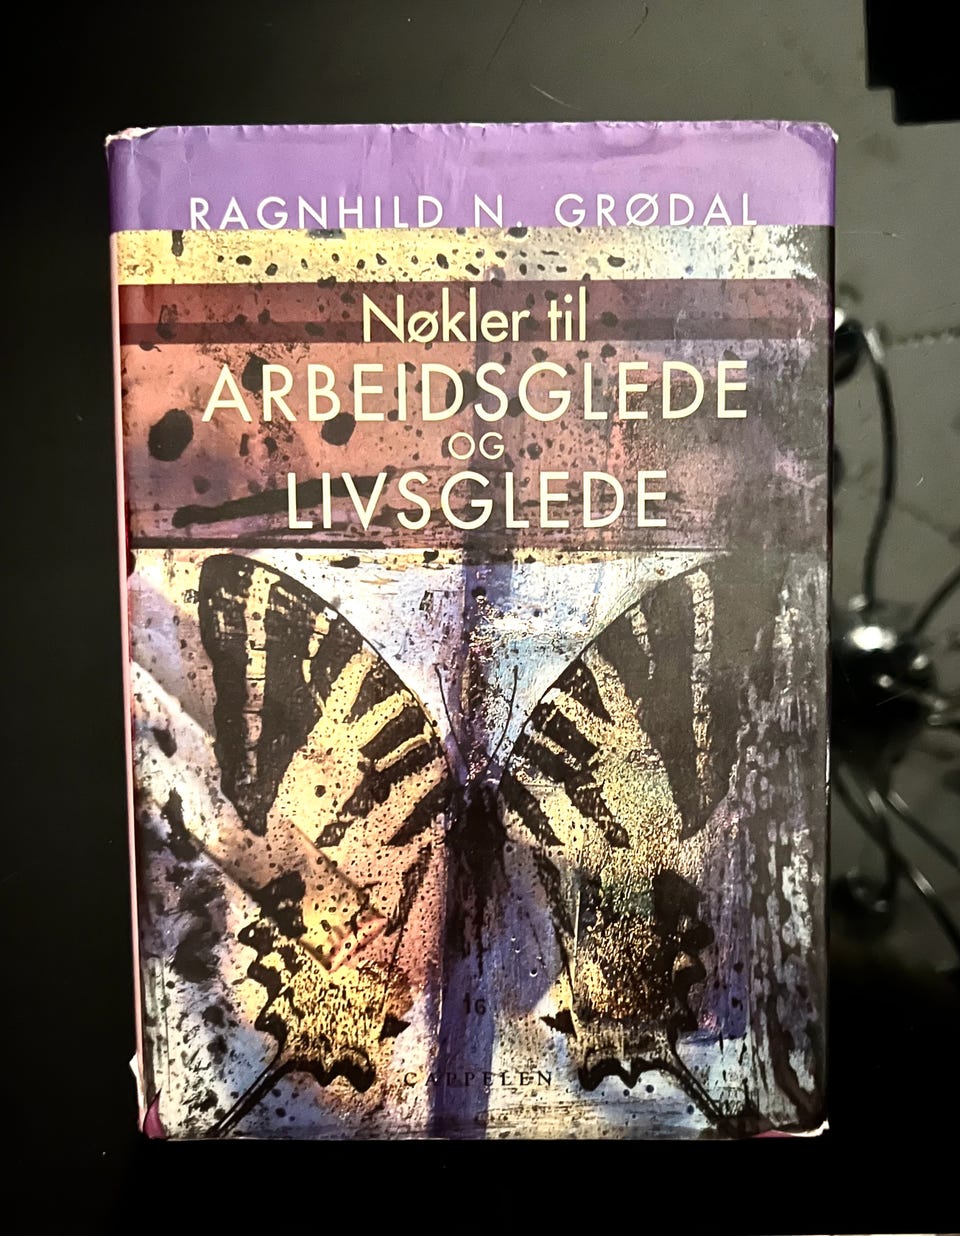 RAGNHILD N. GRØDAL
Nøkler til
ARBEIDSGLEDE
OG
LIVSGLEDE
16
CAPPELEN